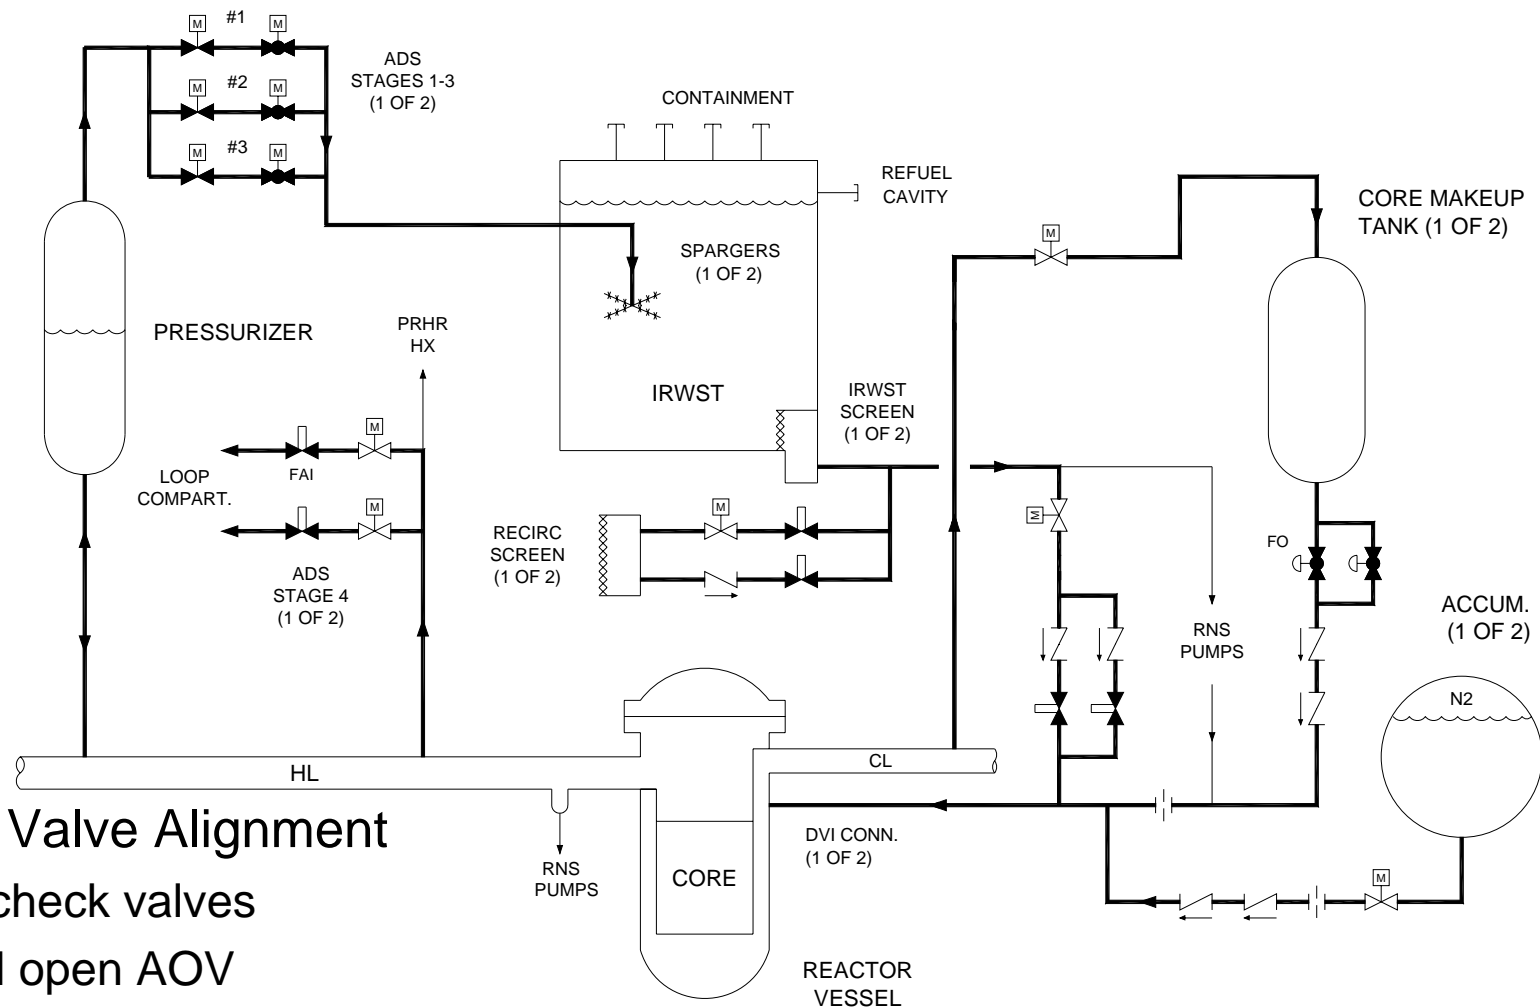 #1
M
M
ADS
STAGES 1-3
(1 OF 2)
#2
M
M
#3
M
M
CONTAINMENT
REFUEL
CAVITY
CORE MAKEUP
TANK (1 OF 2)
M
SPARGERS
(1 OF 2)
PRESSURIZER
PRHR
HX
IRWST
IRWST
SCREEN
(1 OF 2)
M
FAI
LOOP
COMPART.
M
ADS
STAGE 4
(1 OF 2)
RECIRC
SCREEN
(1 OF 2)
M
M
FO
RNS
PUMPS
ACCUM.
(1 OF 2)
N2
HL
CL
Valve Alignment
RNS
PUMPS
CORE
DVI CONN.
(1 OF 2)
M
check valves
open AOV
REACTOR
VESSEL